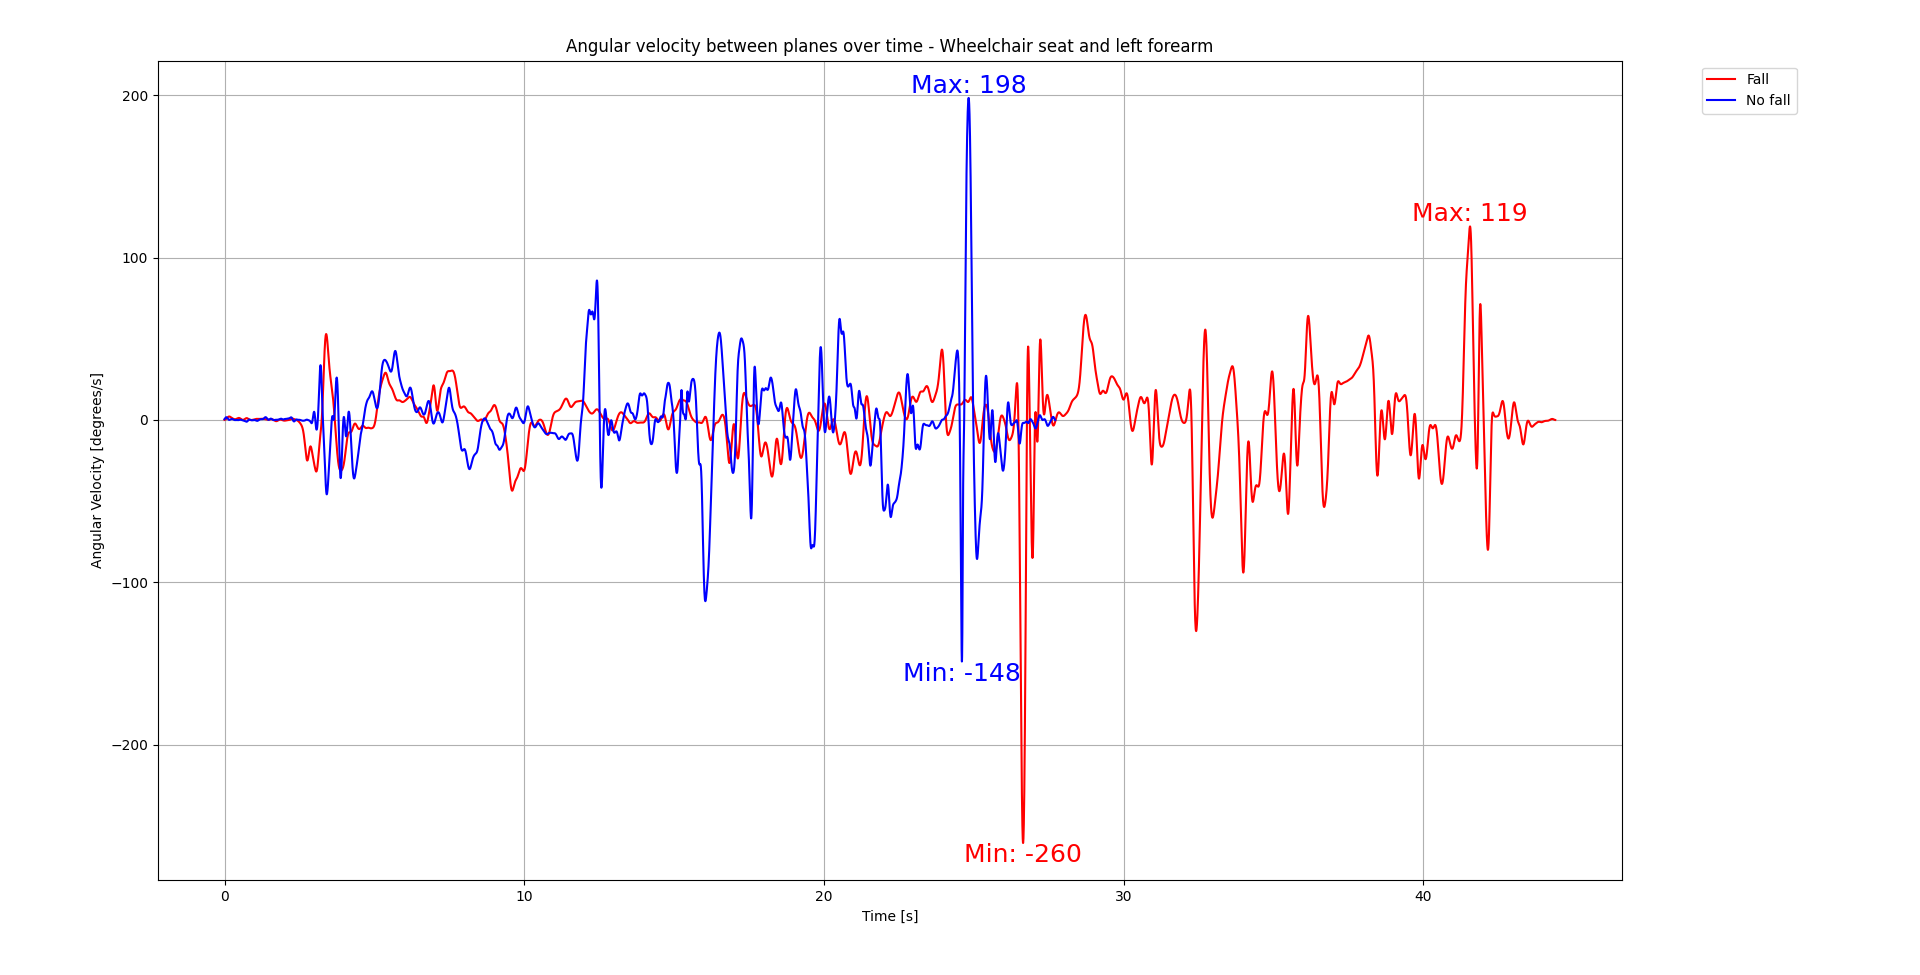 Angular velocity between planes over time - Wheelchair seat and left forearm
Fall
No fall
Max: 198
Max: 119
Min: -148
Min: -260
200
100
0
−100
−200
Angular Velocity [degrees/s]
0 10 20 30 40
Time [s]